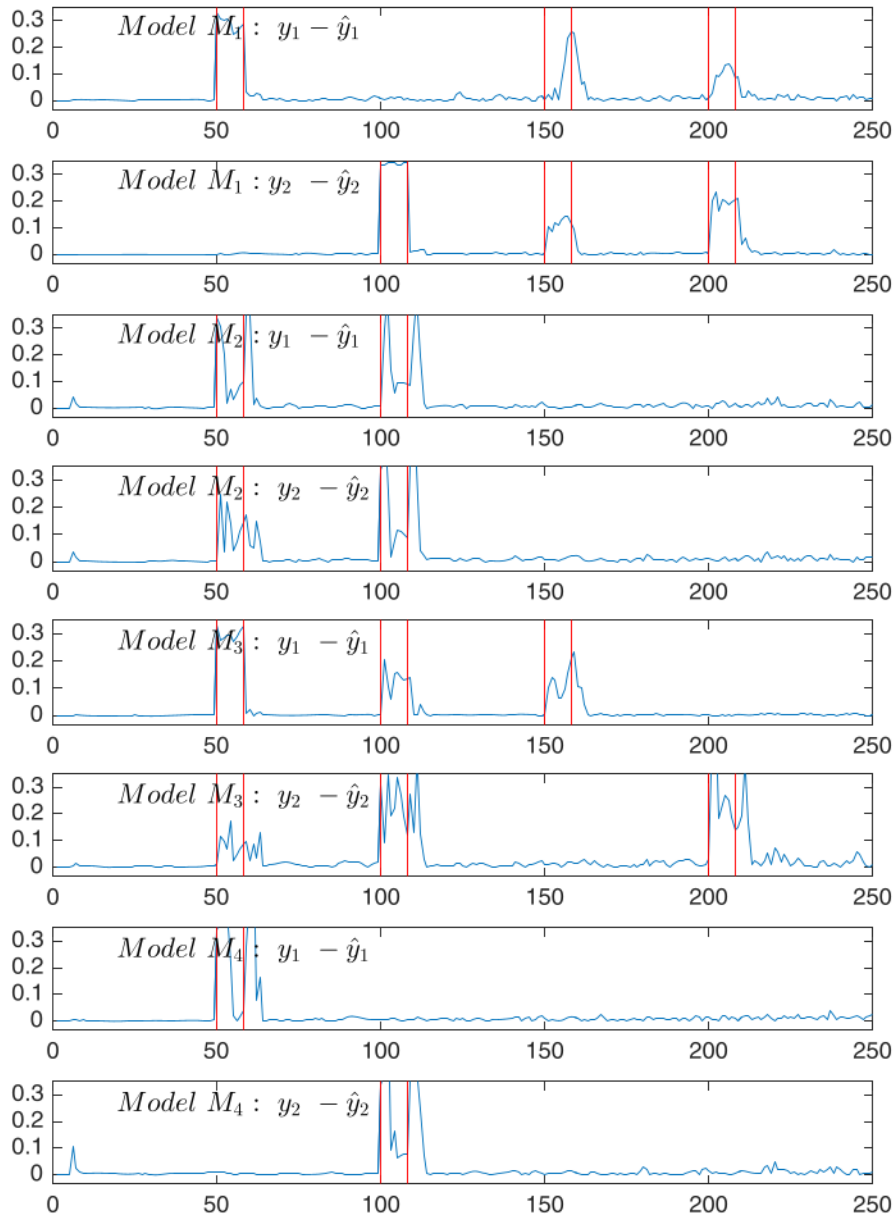 Model M₁ : y₁ − ŷ₁
0.3
0.2
0.1
0
0 50 100 150 200 250
Model M₁ : y₂ − ŷ₂
0.3
0.2
0.1
0
0 50 100 150 200 250
Model M₂ : y₁ − ŷ₁
0.3
0.2
0.1
0
0 50 100 150 200 250
Model M₂ : y₂ − ŷ₂
0.3
0.2
0.1
0
0 50 100 150 200 250
Model M₃ : y₁ − ŷ₁
0.3
0.2
0.1
0
0 50 100 150 200 250
Model M₃ : y₂ − ŷ₂
0.3
0.2
0.1
0
0 50 100 150 200 250
Model M₄ : y₁ − ŷ₁
0.3
0.2
0.1
0
0 50 100 150 200 250
Model M₄ : y₂ − ŷ₂
0.3
0.2
0.1
0
0 50 100 150 200 250